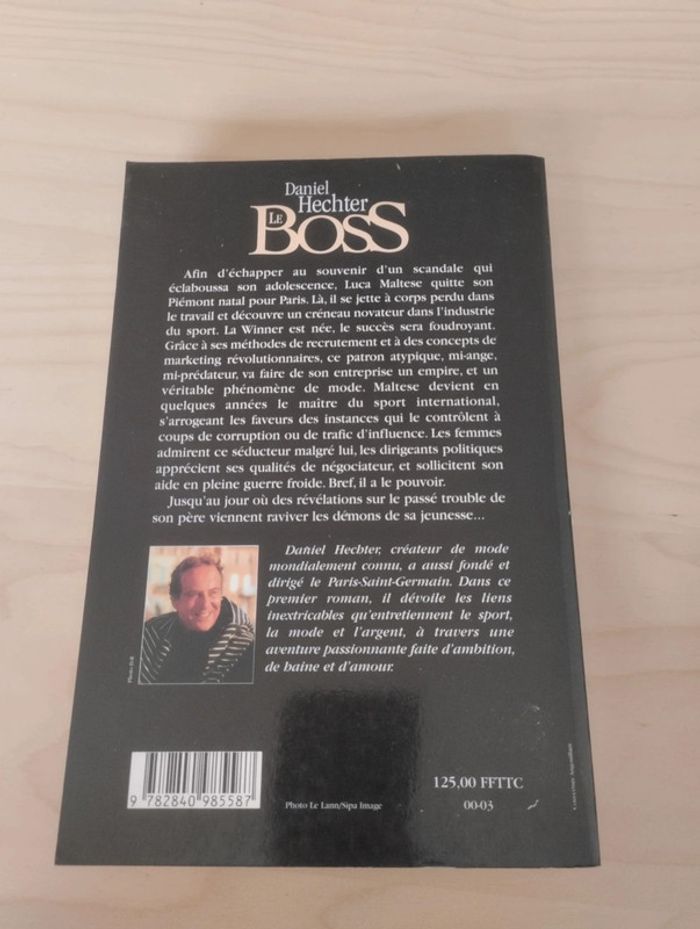 Daniel
Hechter
LE BOSS
Afin d'échapper au souvenir d'un scandale qui
éclaboussa son adolescence, Luca Maltese quitte son
Piémont natal pour Paris. Là, il se jette à corps perdu dans
le travail et découvre un créneau novateur dans l'industrie
du sport. La Winner est née, le succès sera foudroyant.
Grâce à ses méthodes de recrutement et à des concepts de
marketing révolutionnaires, ce patron atypique, mi-ange,
mi-prédateur, va faire de son entreprise un empire, et un
véritable phénomène de mode. Maltese devient en
quelques années le maître du sport international,
s'arrogeant les faveurs des instances qui le contrôlent à
coups de corruption ou de trafic d'influence. Les femmes
admirent ce séducteur malgré lui, les dirigeants politiques
apprécient ses qualités de négociateur, et sollicitent son
aide en pleine guerre froide. Bref, il a le pouvoir.
Jusqu'au jour où des révélations sur le passé trouble de
son père viennent raviver les démons de sa jeunesse...
Daniel Hechter, créateur de mode
mondialement connu, a aussi fondé et
dirigé le Paris-Saint-Germain. Dans ce
premier roman, il dévoile les liens
inextricables qu'entretiennent le sport,
la mode et l'argent, à travers une
aventure passionnante faite d'ambition,
de haine et d'amour.
9 782840 985587
Photo Le Lann/Sipa Image
125,00 FFTTC
00-03